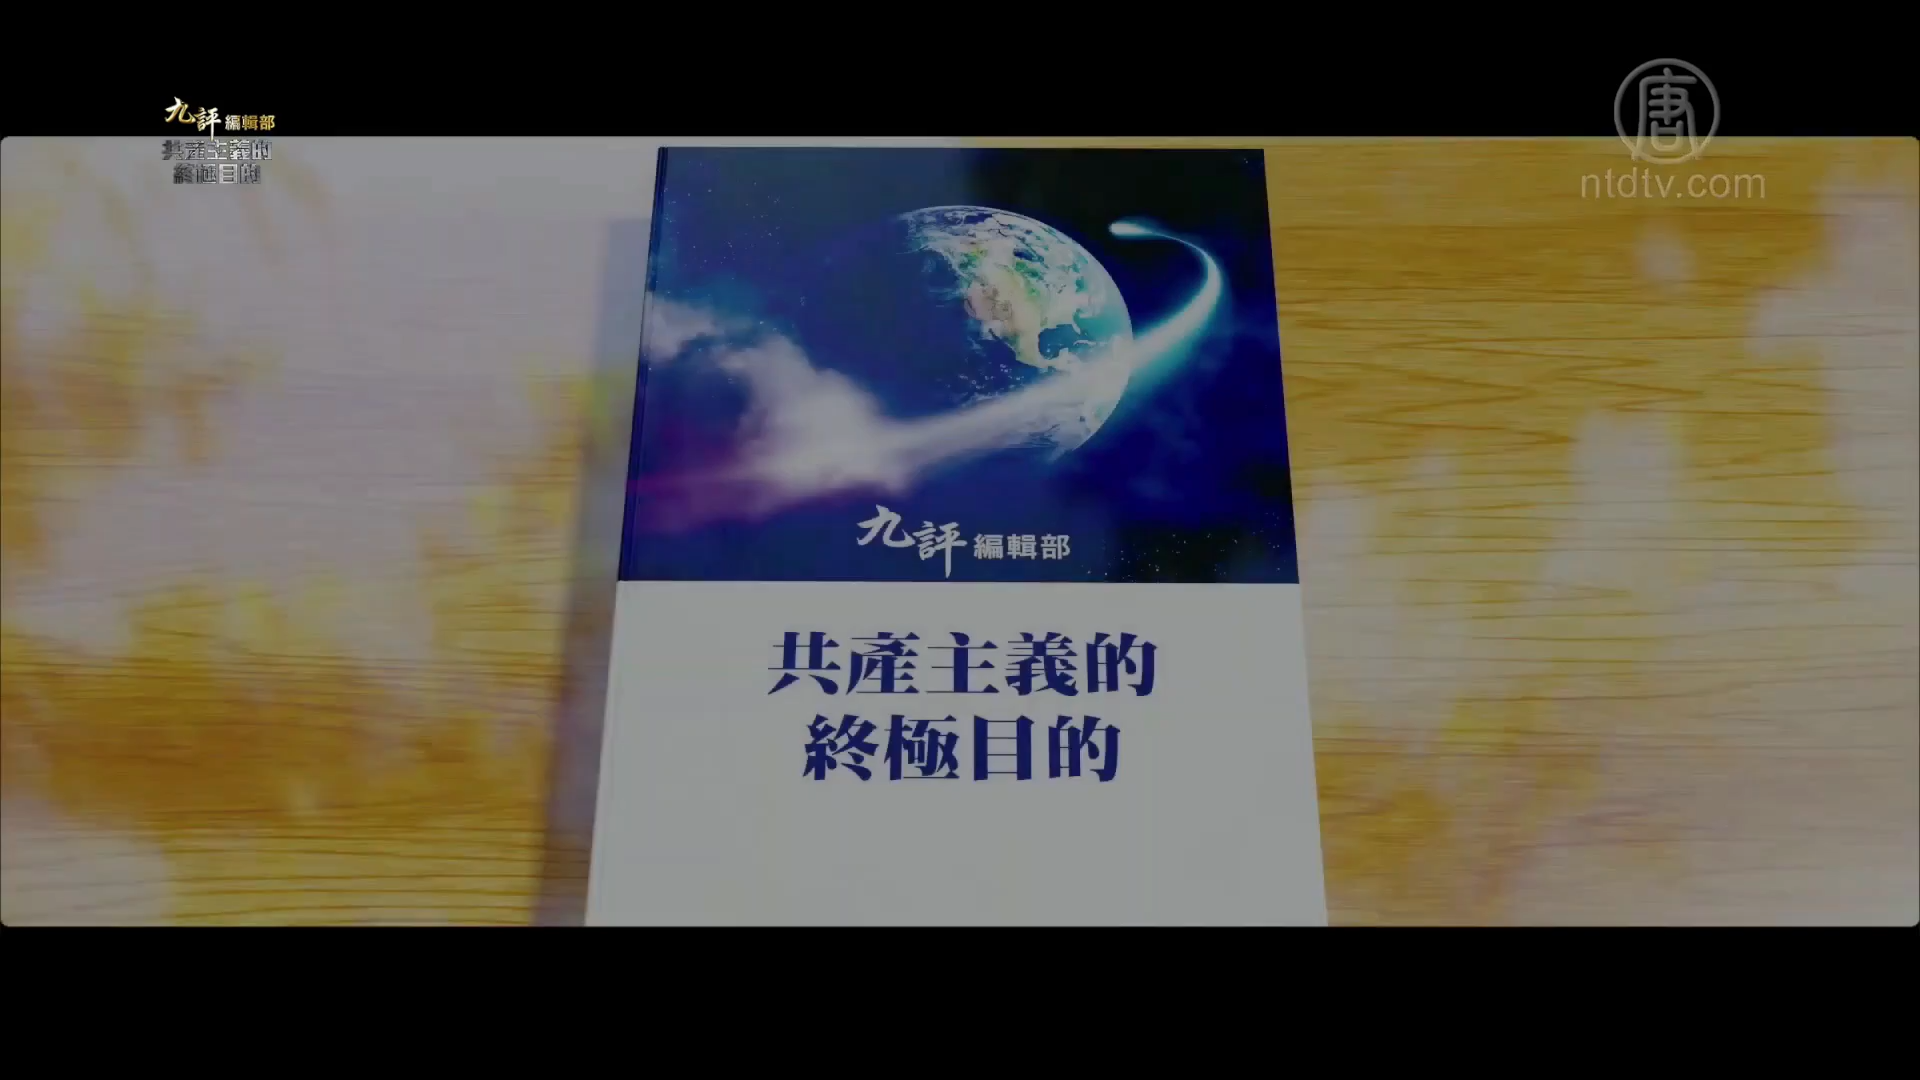 九評編輯部
共產主義的
終極目的
唐
ntdtv.com
九評編輯部
共產主義的
終極目的